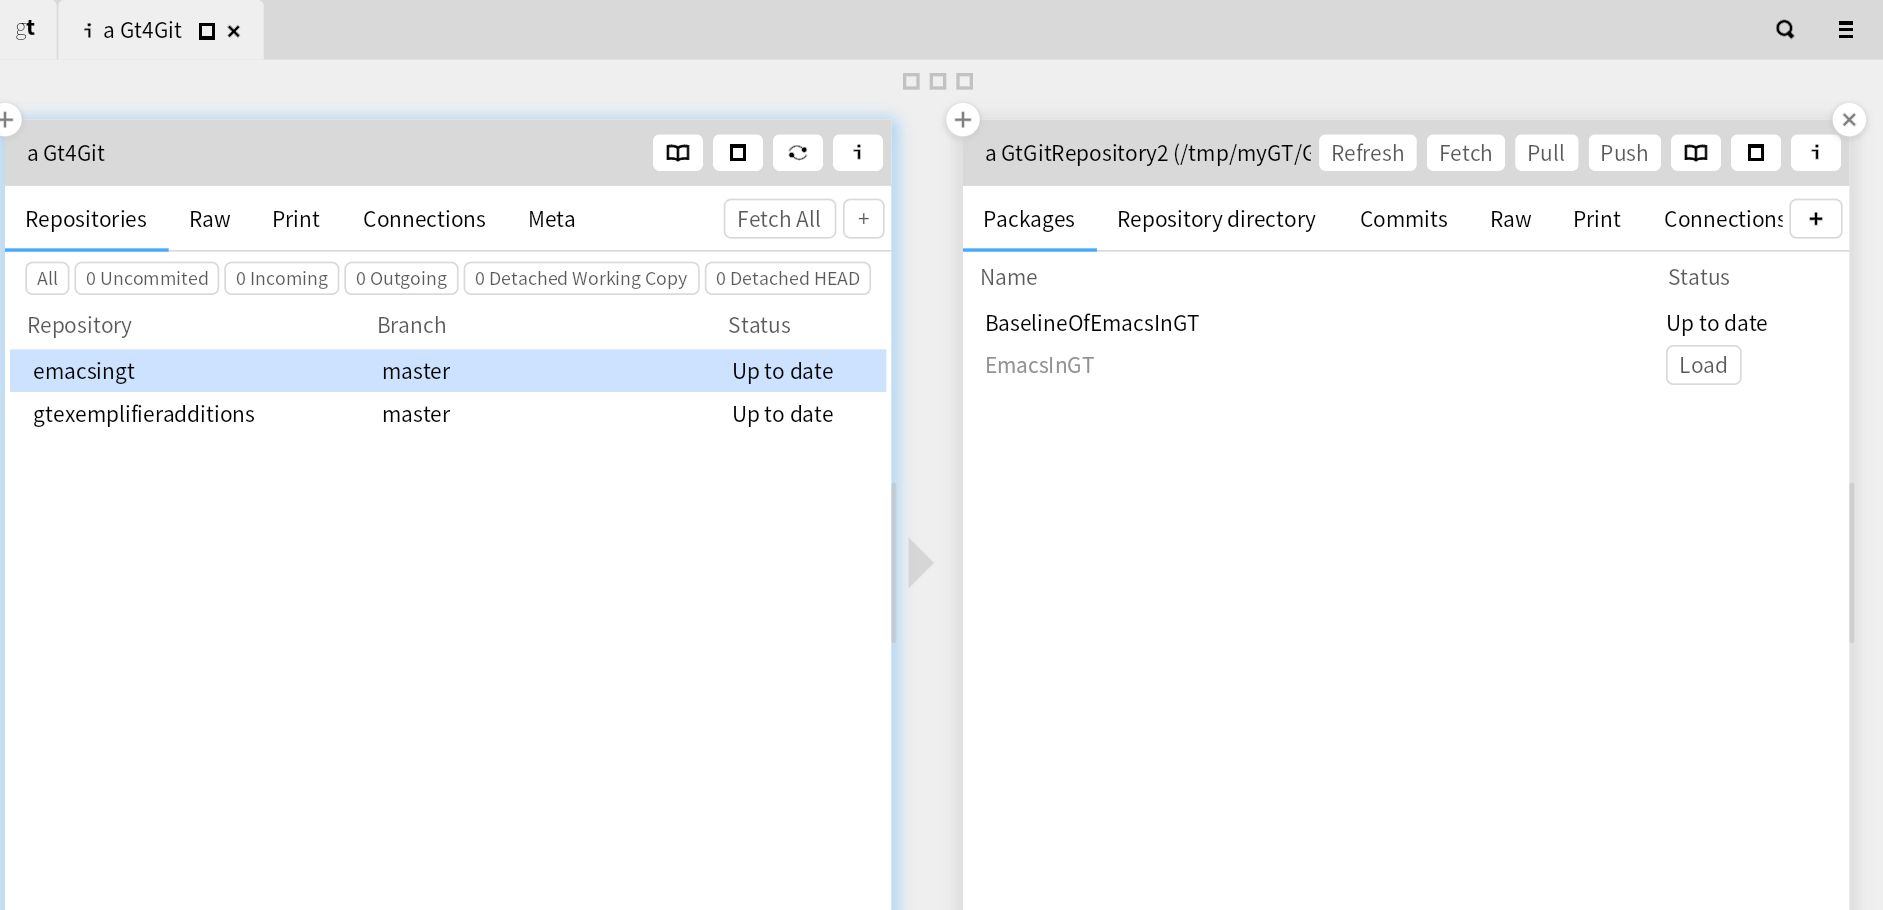 gt i a Gt4Git
a Gt4Git
Repositories Raw Print Connections Meta Fetch All +
All 0 Uncommited 0 Incoming 0 Outgoing 0 Detached Working Copy 0 Detached HEAD
Repository Branch Status
emacsingt master Up to date
gtexemplifieradditions master Up to date
a GtGitRepository2 (/tmp/myGT/G Refresh Fetch Pull Push
Packages Repository directory Commits Raw Print Connections +
Name Status
BaselineOfEmacsInGT Up to date
EmacsInGT Load